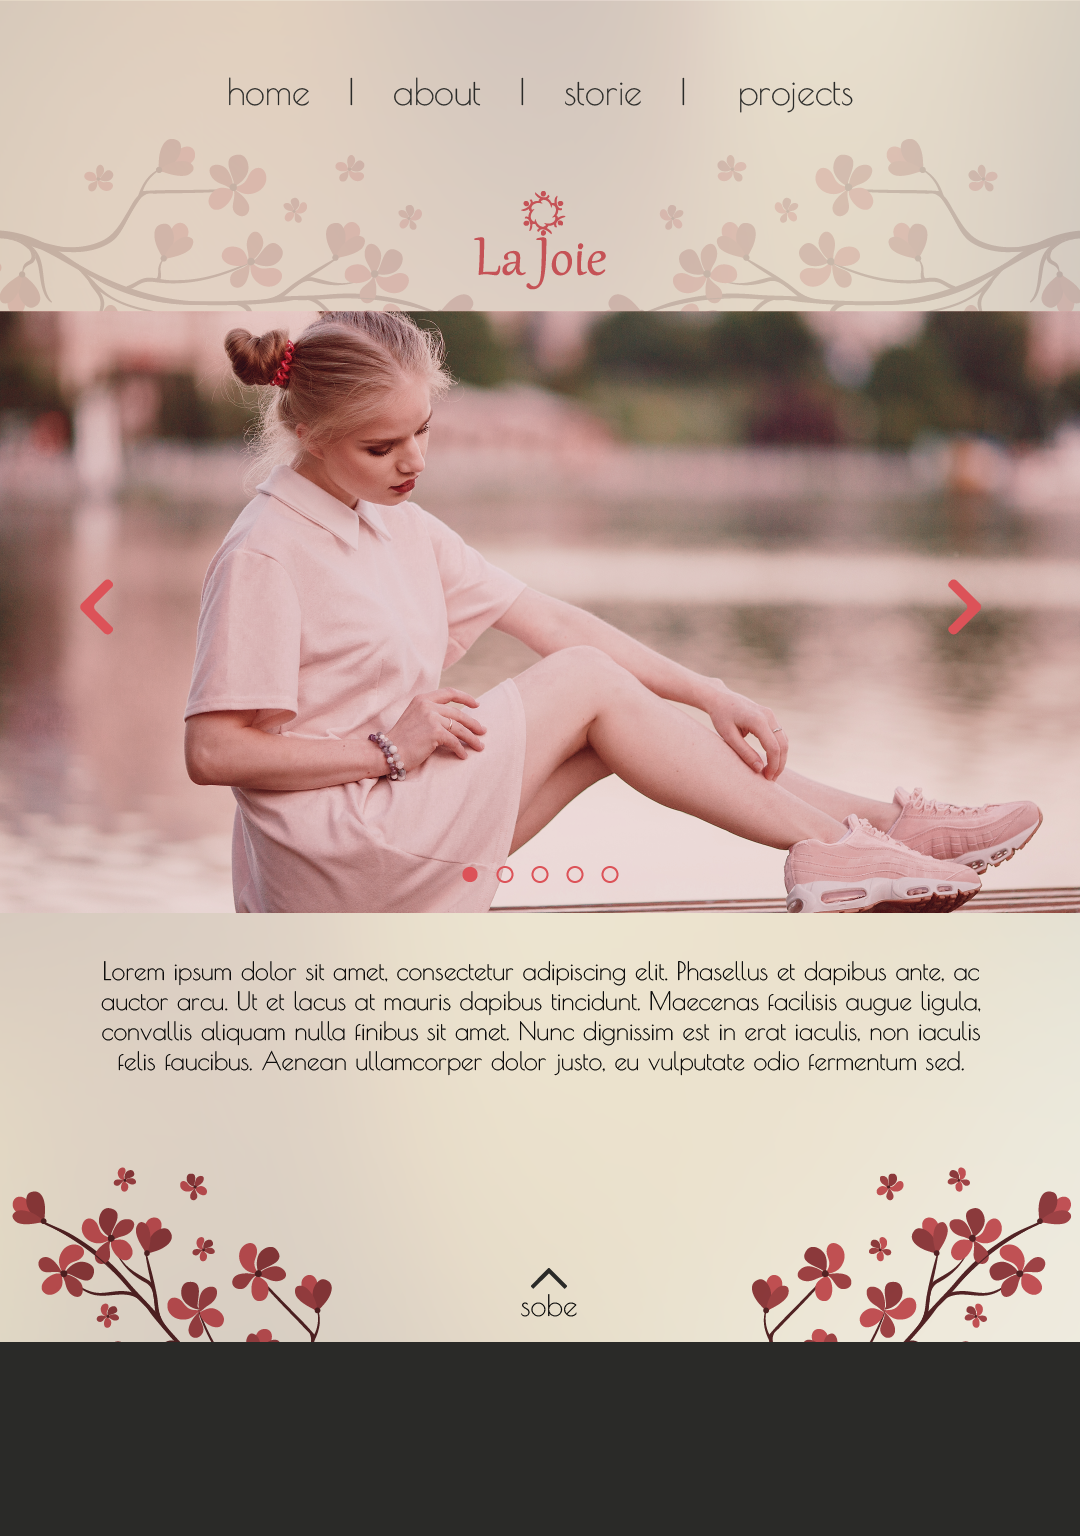 home | about | storie | projects
La Joie
Lorem ipsum dolor sit amet, consectetur adipiscing elit. Phasellus et dapibus ante, ac
auctor arcu. Ut et lacus at mauris dapibus tincidunt. Maecenas facilisis augue ligula,
convallis aliquam nulla finibus sit amet. Nunc dignissim est in erat iaculis, non iaculis
felis faucibus. Aenean ullamcorper dolor justo, eu vulputate odio fermentum sed.
sobe